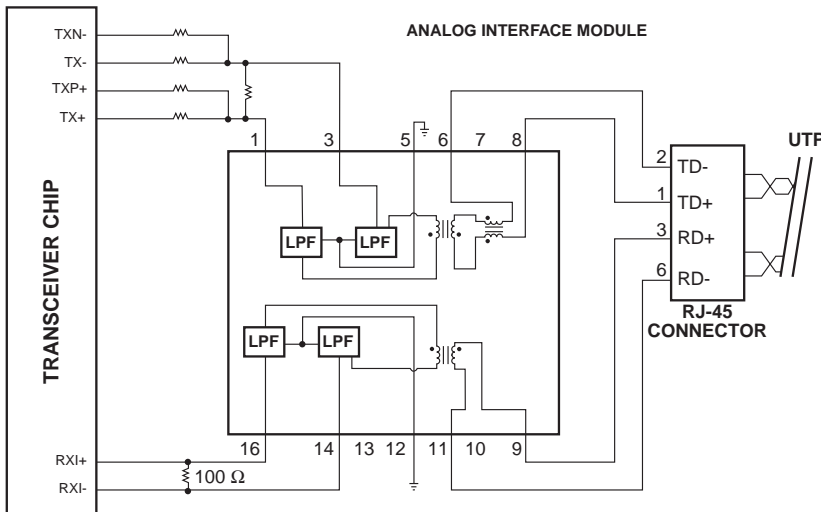 ANALOG INTERFACE MODULE
TRANSCEIVER CHIP
TXN-
TX-
TXP+
TX+
1
3
5
6
7
8
LPF
LPF
LPF
LPF
16
14
13
12
11
10
9
RXI+
RXI-
100 Ω
2
TD-
1
TD+
3
RD+
6
RD-
RJ-45
CONNECTOR
UTP